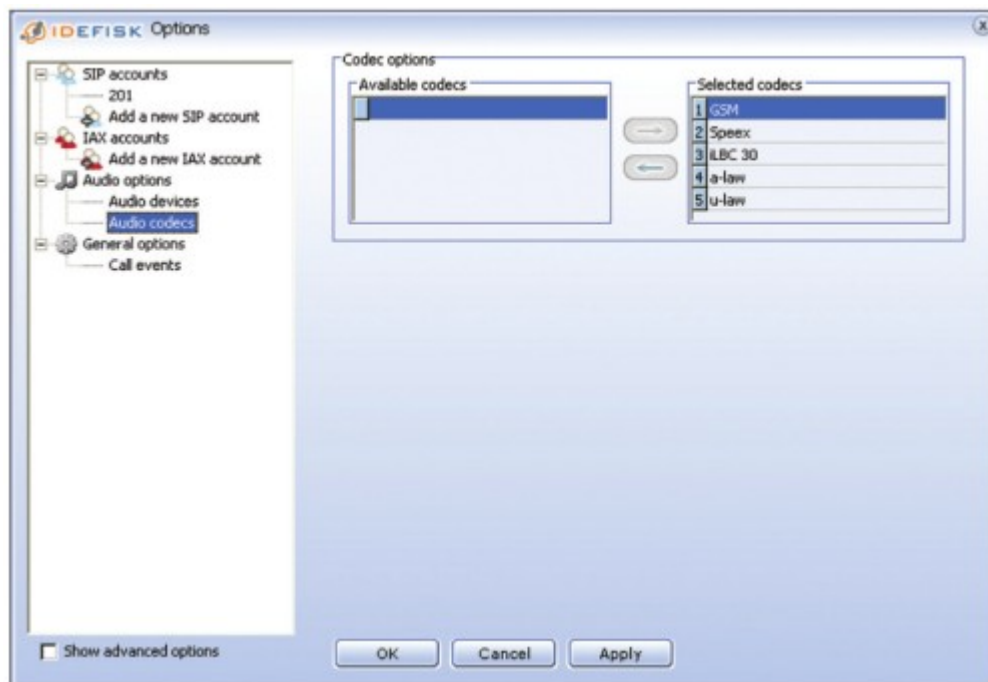 IDEFISK Options
SIP accounts
201
Add a new SIP account
IAX accounts
Add a new IAX account
Audio options
Audio devices
Audio codecs
General options
Call events
Show advanced options
Codec options
Available codecs
Selected codecs
1 GSM
2 Speex
3 iLBC 30
4 a-law
5 u-law
OK
Cancel
Apply